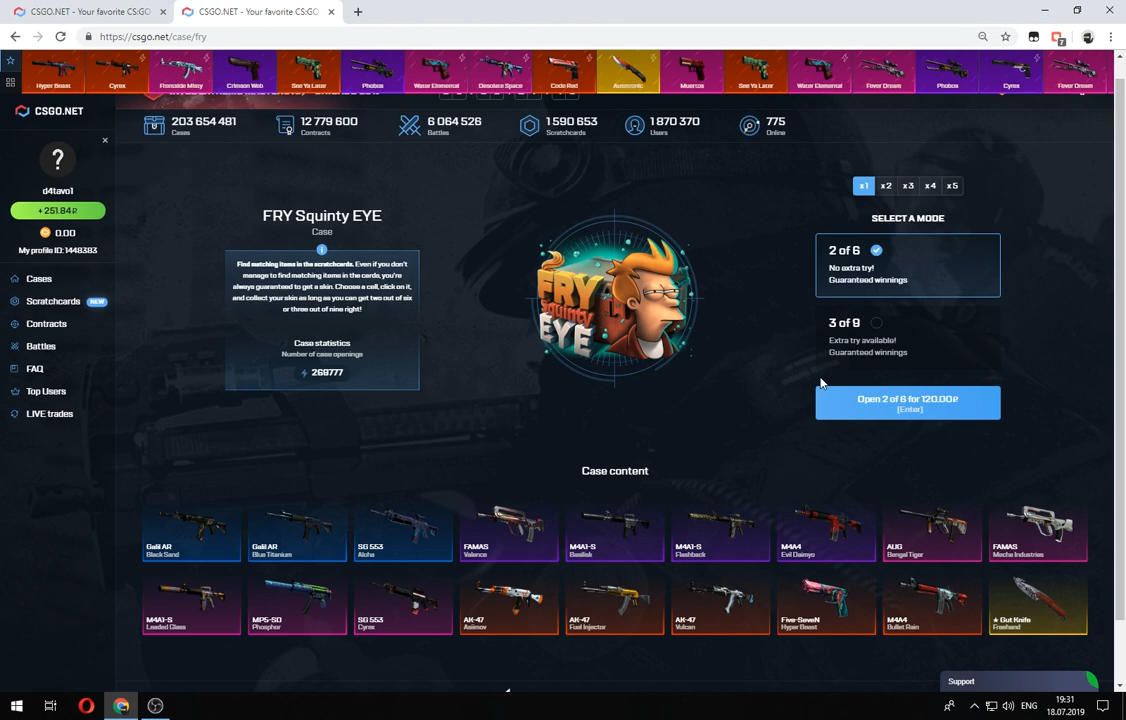 CSGO.NET - Your favorite CS:GO
CSGO.NET - Your favorite CS:GO
https://csgo.net/case/fry
7
Hyper Beast
Cyrex
Fronside Misty
Crimson Web
See Ya Later
Phobos
Water Elemental
Desolate Space
Code Red
Autotronic
Muertos
See Ya Later
Water Elemental
Fever Dream
Phobos
Cyrex
Fever Dream
CSGO.NET
203 654 481
Cases
12 779 600
Contracts
6 064 526
Battles
1 590 653
Scratchcards
1 870 370
Users
775
Online
?
d4tavo1
+ 251.84₽
0.00
My profile ID: 1448383
Cases
Scratchcards NEW
Contracts
Battles
FAQ
Top Users
LIVE trades
FRY Squinty EYE
Case
Find matching items in the scratchcards. Even if you don't
manage to find matching items in the cards, you're
always guaranteed to get a skin. Choose a cell, click on it,
and collect your skin as long as you can get two out of six
or three out of nine right!
Case statistics
Number of case openings
269777
FRY
Squinty
EYE
x1 x2 x3 x4 x5
SELECT A MODE
2 of 6
No extra try!
Guaranteed winnings
3 of 9
Extra try available!
Guaranteed winnings
Open 2 of 6 for 120.00₽
[Enter]
Case content
Galil AR
Black Sand
Galil AR
Blue Titanium
SG 553
Aloha
FAMAS
Valence
M4A1-S
Basilisk
M4A1-S
Flashback
M4A4
Evil Daimyo
AUG
Bengal Tiger
FAMAS
Mecha Industries
M4A1-S
Leaded Glass
MP5-SD
Phosphor
SG 553
Cyrex
AK-47
Asiimov
AK-47
Fuel Injector
AK-47
Vulcan
Five-SeveN
Hyper Beast
M4A4
Bullet Rain
★ Gut Knife
Freehand
Support
ENG
19:31
18.07.2019